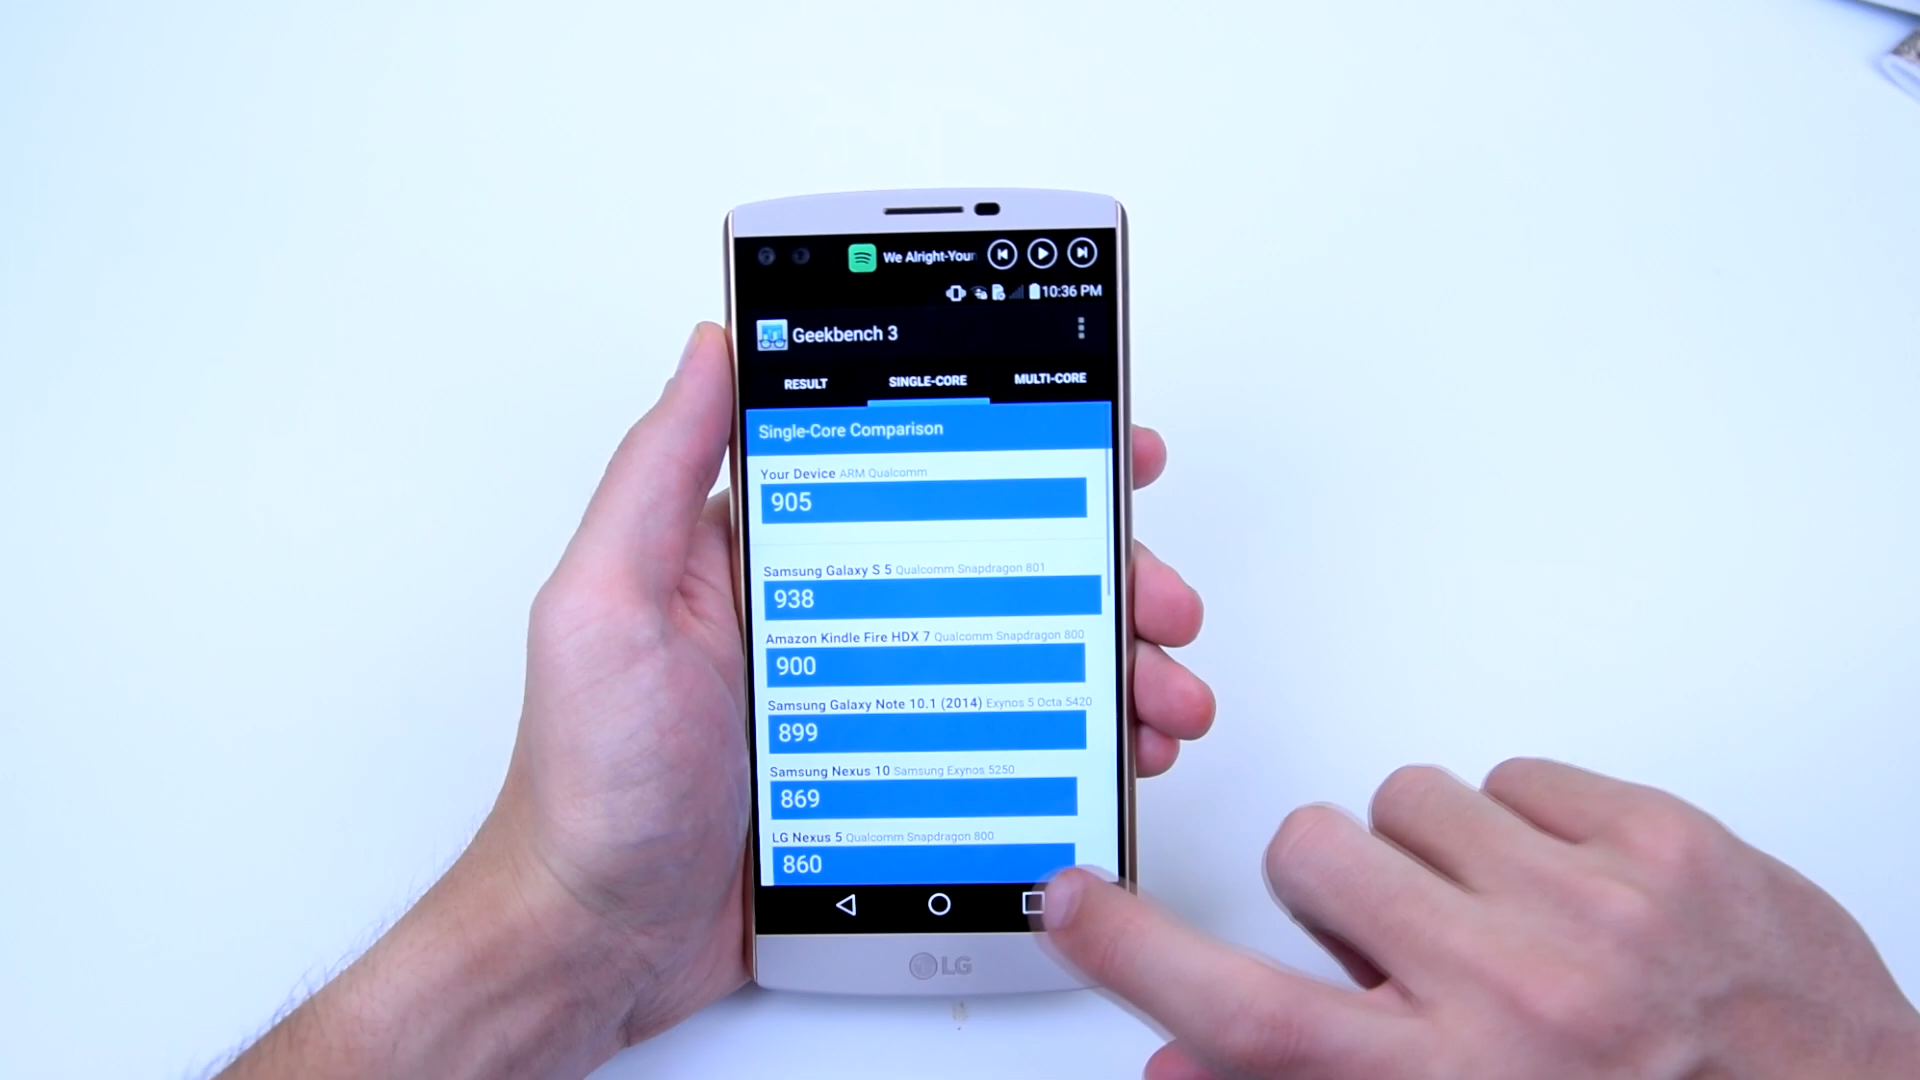 We Alright-Your
10:36 PM
Geekbench 3
RESULT SINGLE-CORE MULTI-CORE
Single-Core Comparison
Your Device ARM Qualcomm
905
Samsung Galaxy S 5 Qualcomm Snapdragon 801
938
Amazon Kindle Fire HDX 7 Qualcomm Snapdragon 800
900
Samsung Galaxy Note 10.1 (2014) Exynos 5 Octa 5420
899
Samsung Nexus 10 Samsung Exynos 5250
869
LG Nexus 5 Qualcomm Snapdragon 800
860
LG